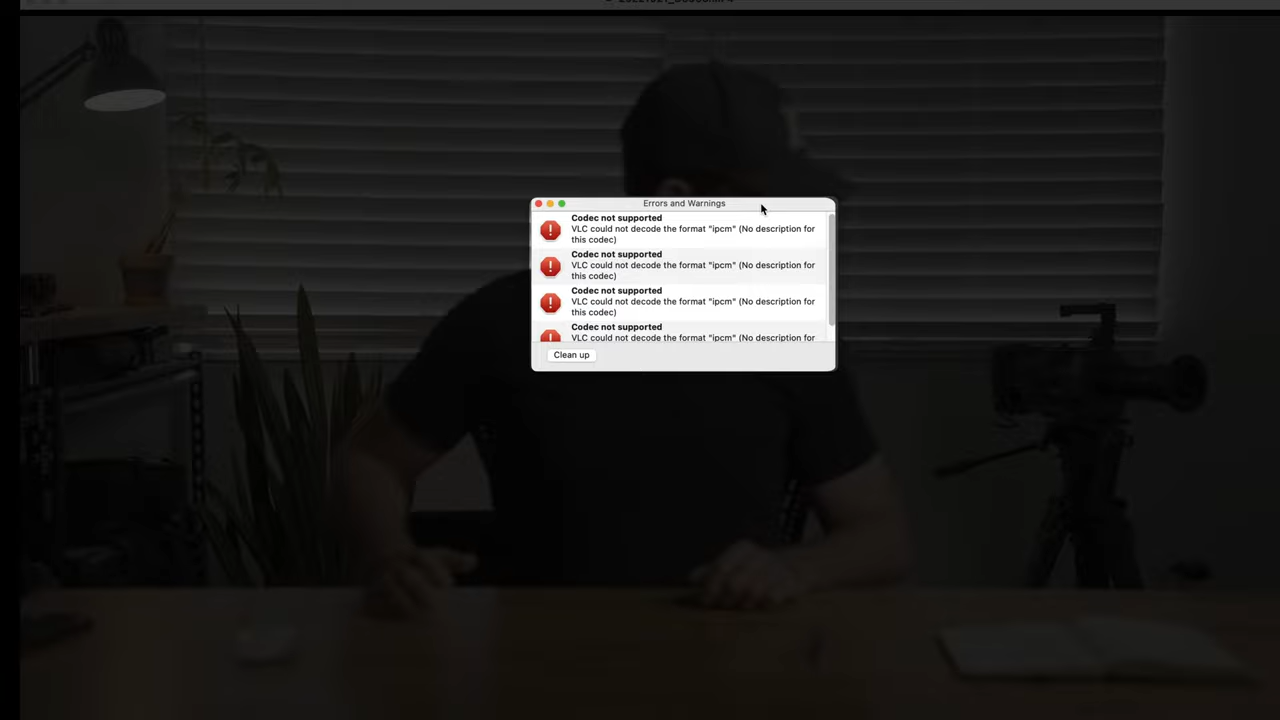 Errors and Warnings
Codec not supported
VLC could not decode the format "ipcm" (No description for
this codec)
Codec not supported
VLC could not decode the format "ipcm" (No description for
this codec)
Codec not supported
VLC could not decode the format "ipcm" (No description for
this codec)
Codec not supported
VLC could not decode the format "ipcm" (No description for
Clean up